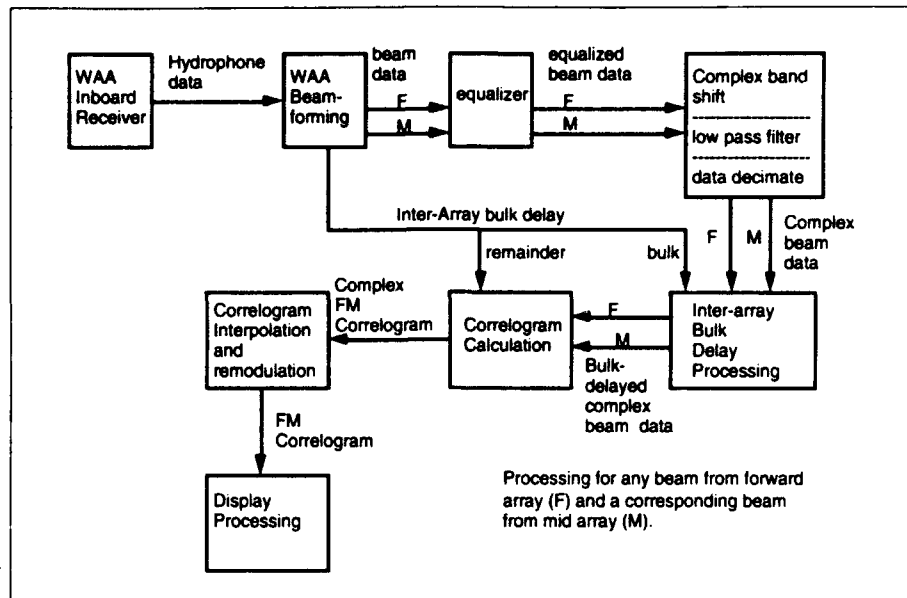 WAA
Inboard
Receiver
Hydrophone
data
WAA
Beam-
forming
beam
data
F
M
equalizer
equalized
beam data
F
M
Complex band
shift
low pass filter
data decimate
Inter-Array bulk delay
remainder
bulk
F
M
Complex
beam
data
Inter-array
Bulk
Delay
Processing
F
M
Bulk-
delayed
complex
beam data
Correlogram
Calculation
Complex
FM
Correlogram
Correlogram
Interpolation
and
remodulation
FM
Correlogram
Display
Processing
Processing for any beam from forward
array (F) and a corresponding beam
from mid array (M).